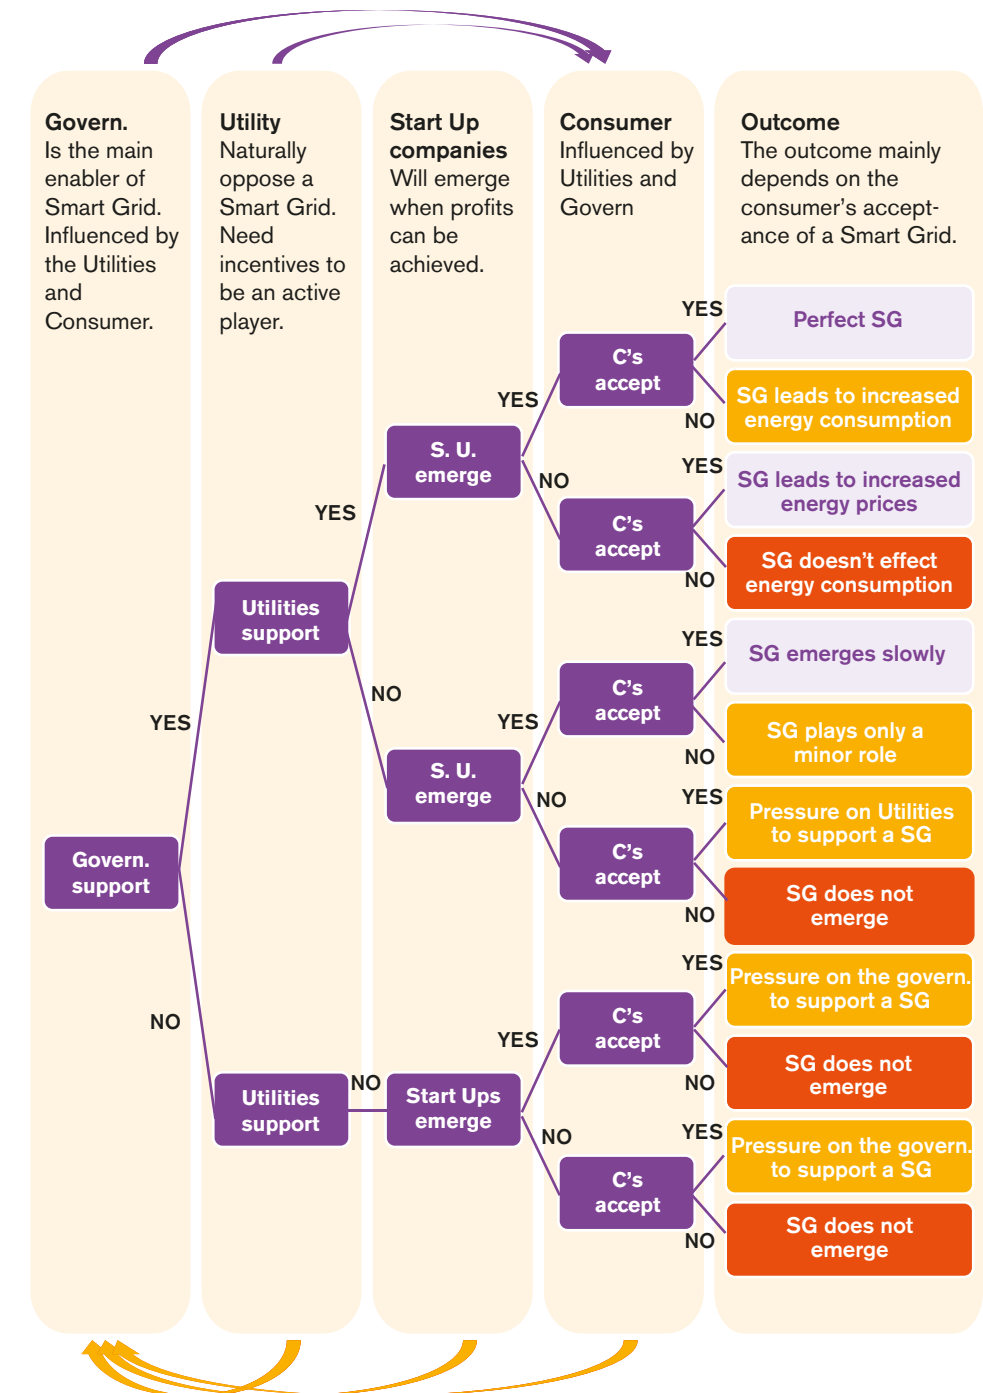 Govern.
Is the main
enabler of
Smart Grid.
Influenced by
the Utilities
and
Consumer.
Utility
Naturally
oppose a
Smart Grid.
Need
incentives to
be an active
player.
Start Up
companies
Will emerge
when profits
can be
achieved.
Consumer
Influenced by
Utilities and
Govern
Outcome
The outcome mainly
depends on the
consumer's accept-
ance of a Smart Grid.
Govern.
support
YES
NO
Utilities
support
YES
NO
Utilities
support
NO
S. U.
emerge
YES
NO
S. U.
emerge
YES
NO
Start Ups
emerge
YES
NO
C's
accept
YES
NO
C's
accept
YES
NO
C's
accept
YES
NO
C's
accept
YES
NO
C's
accept
YES
NO
C's
accept
YES
NO
Perfect SG
SG leads to increased
energy consumption
SG leads to increased
energy prices
SG doesn't effect
energy consumption
SG emerges slowly
SG plays only a
minor role
Pressure on Utilities
to support a SG
SG does not
emerge
Pressure on the govern.
to support a SG
SG does not
emerge
Pressure on the govern.
to support a SG
SG does not
emerge